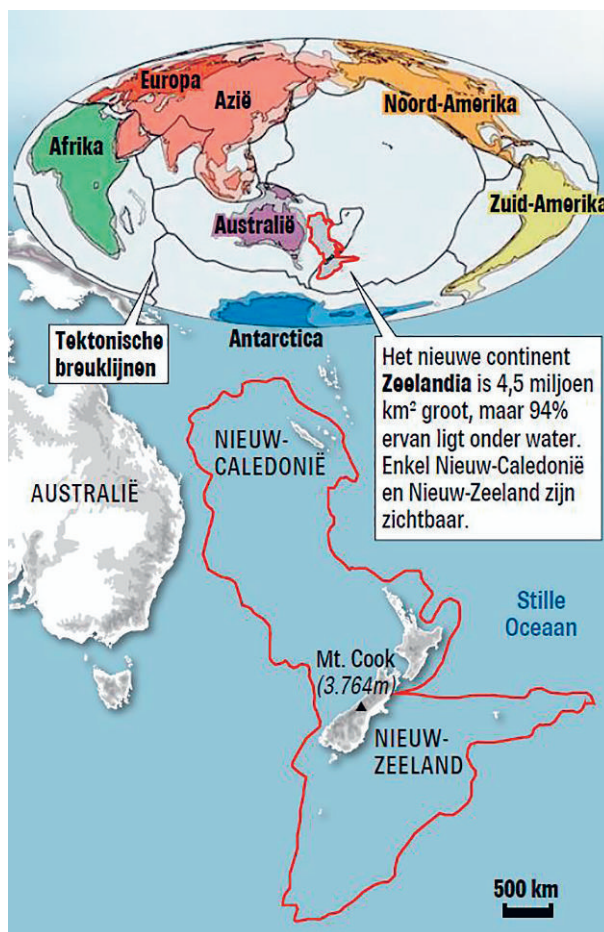 Europa
Azië
Noord-Amerika
Afrika
Zuid-Amerika
Australië
Tektonische
breuklijnen
Antarctica
Het nieuwe continent
Zeelandia is 4,5 miljoen
km² groot, maar 94%
ervan ligt onder water.
Enkel Nieuw-Caledonië
en Nieuw-Zeeland zijn
zichtbaar.
NIEUW-
CALEDONIË
AUSTRALIË
Stille
Oceaan
Mt. Cook
(3.764m)
NIEUW-
ZEELAND
500 km